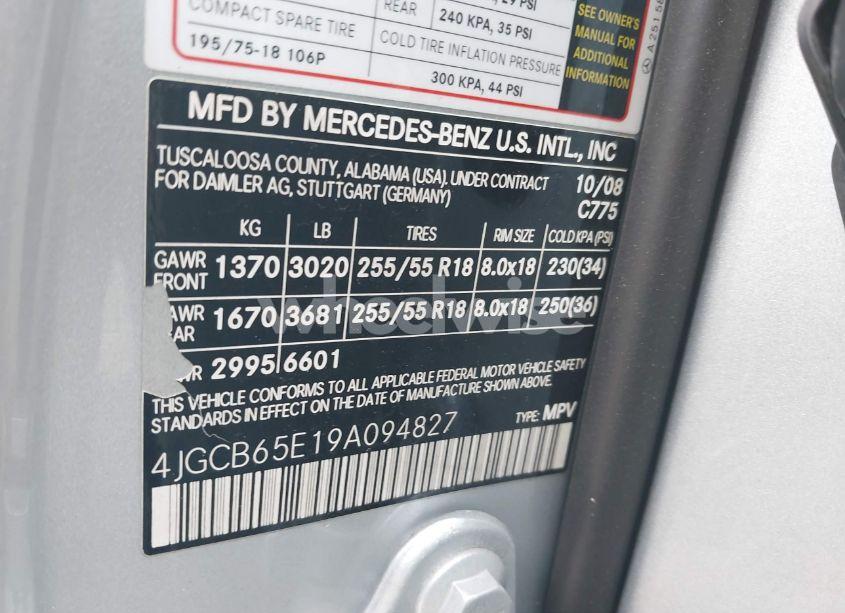 29 PSI
COMPACT SPARE TIRE
REAR
240 KPA, 35 PSI
195/75-18 106P
COLD TIRE INFLATION PRESSURE
300 KPA, 44 PSI
SEE OWNER'S
MANUAL FOR
ADDITIONAL
INFORMATION
MFD BY MERCEDES-BENZ U.S. INTL., INC
TUSCALOOSA COUNTY, ALABAMA (USA). UNDER CONTRACT
FOR DAIMLER AG, STUTTGART (GERMANY)
10/08
C775
KG LB TIRES RIM SIZE COLD KPA (PSI)
GAWR
FRONT 1370 3020 255/55 R18 8.0x18 230(34)
AWR
AR 1670 3681 255/55 R18 8.0x18 250(36)
R 2995 6601
THIS VEHICLE CONFORMS TO ALL APPLICABLE FEDERAL MOTOR VEHICLE SAFETY
STANDARDS IN EFFECT ON THE DATE OF MANUFACTURE SHOWN ABOVE.
4JGCB65E19A094827
TYPE: MPV
wheelwise